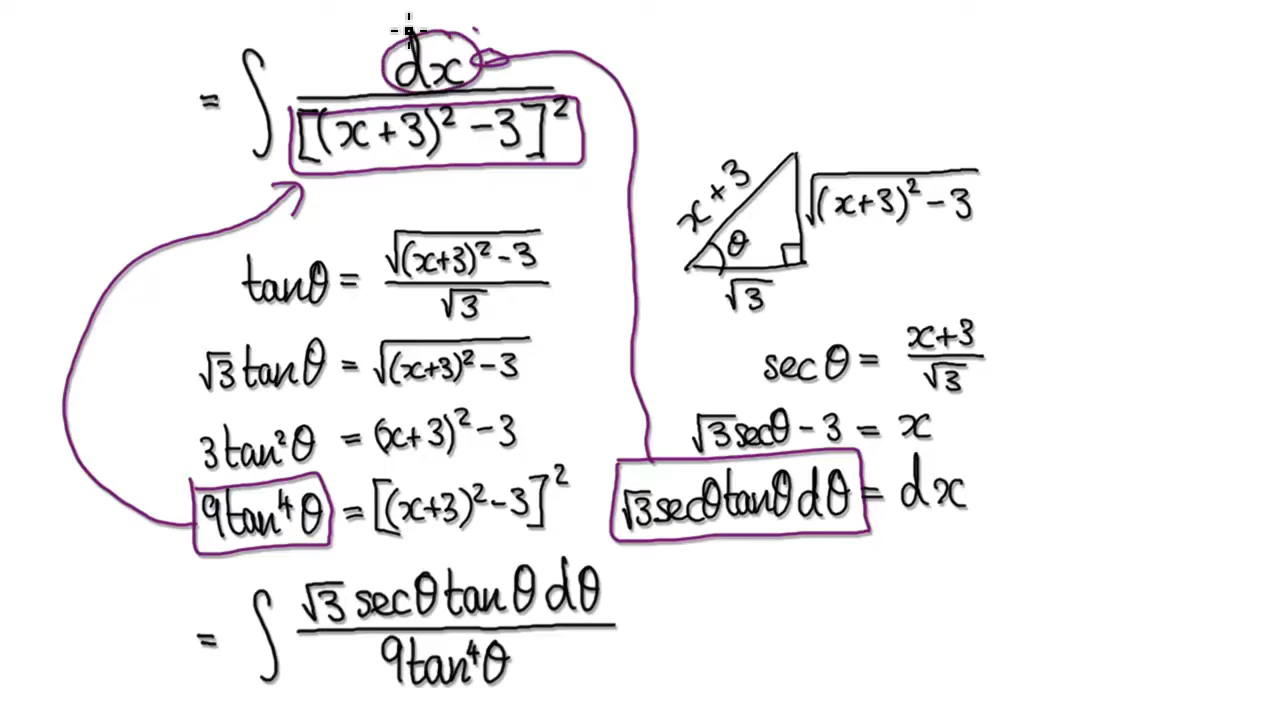 = ∫ dx / [(x+3)² - 3]²
x+3
√((x+3)² - 3)
θ
√3
tanθ = √((x+3)² - 3) / √3
√3 tanθ = √((x+3)² - 3)
3tan²θ = (x+3)² - 3
9tan⁴θ = [(x+3)² - 3]²
secθ = (x+3) / √3
√3 secθ - 3 = x
√3 secθ tanθ dθ = dx
= ∫ √3 secθ tanθ dθ / 9tan⁴θ